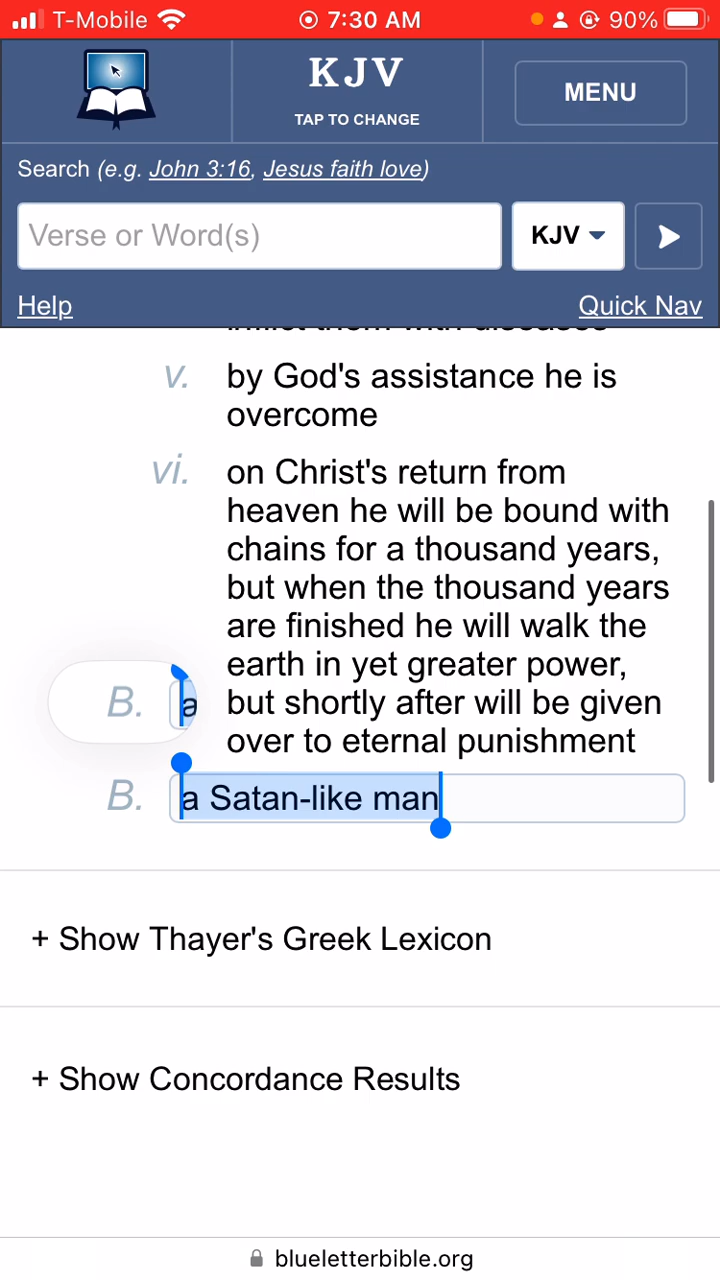 T-Mobile 7:30 AM 90%
KJV
TAP TO CHANGE
MENU
Search (e.g. John 3:16, Jesus faith love)
Verse or Word(s) KJV
Help Quick Nav
inflict them with diseases
v. by God's assistance he is
overcome
vi. on Christ's return from
heaven he will be bound with
chains for a thousand years,
but when the thousand years
are finished he will walk the
earth in yet greater power,
B. a but shortly after will be given
over to eternal punishment
B. a Satan-like man
+ Show Thayer's Greek Lexicon
+ Show Concordance Results
blueletterbible.org